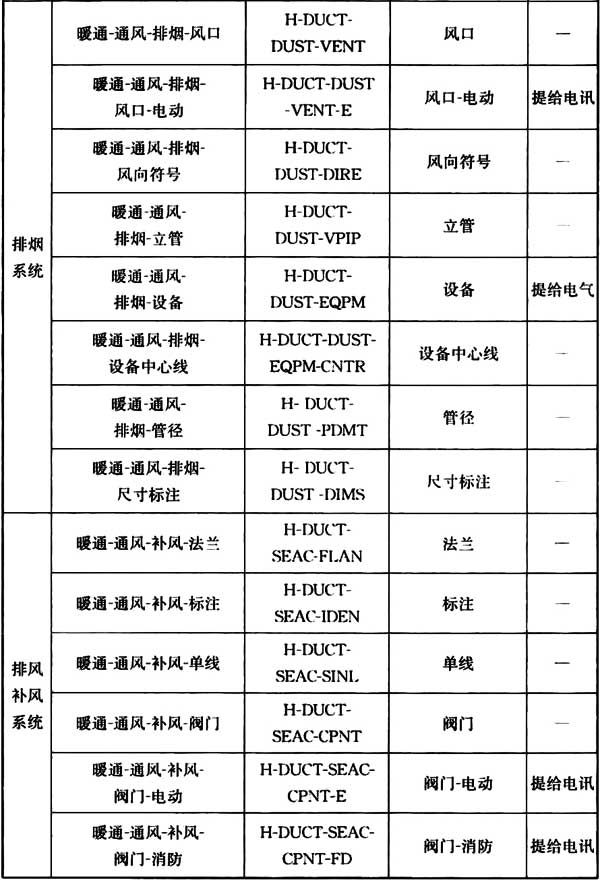 排烟
系统
暖通-通风-排烟-风口
H-DUCT-
DUST-VENT
风口
—
暖通-通风-排烟-
风口-电动
H-DUCT-DUST
-VENT-E
风口-电动
提给电讯
暖通-通风-排烟-
风向符号
H-DUCT-
DUST-DIRE
风向符号
—
暖通-通风-
排烟-立管
H-DUCT-
DUST-VPIP
立管
—
暖通-通风-
排烟-设备
H-DUCT-
DUST-EQPM
设备
提给电气
暖通-通风-排烟-
设备中心线
H-DUCT-DUST-
EQPM-CNTR
设备中心线
—
暖通-通风-
排烟-管径
H- DUCT-
DUST -PDMT
管径
—
暖通-通风-排烟-
尺寸标注
H- DUCT-
DUST -DIMS
尺寸标注
—
排风
补风
系统
暖通-通风-补风-法兰
H-DUCT-
SEAC-FLAN
法兰
—
暖通-通风-补风-标注
H-DUCT-
SEAC-IDEN
标注
—
暖通-通风-补风-单线
H-DUCT-
SEAC-SINL
单线
—
暖通-通风-补风-阀门
H-DUCT-
SEAC-CPNT
阀门
—
暖通-通风-补风-
阀门-电动
H-DUCT-SEAC-
CPNT-E
阀门-电动
提给电讯
暖通-通风-补风-
阀门-消防
H-DUCT-SEAC-
CPNT-FD
阀门-消防
提给电讯